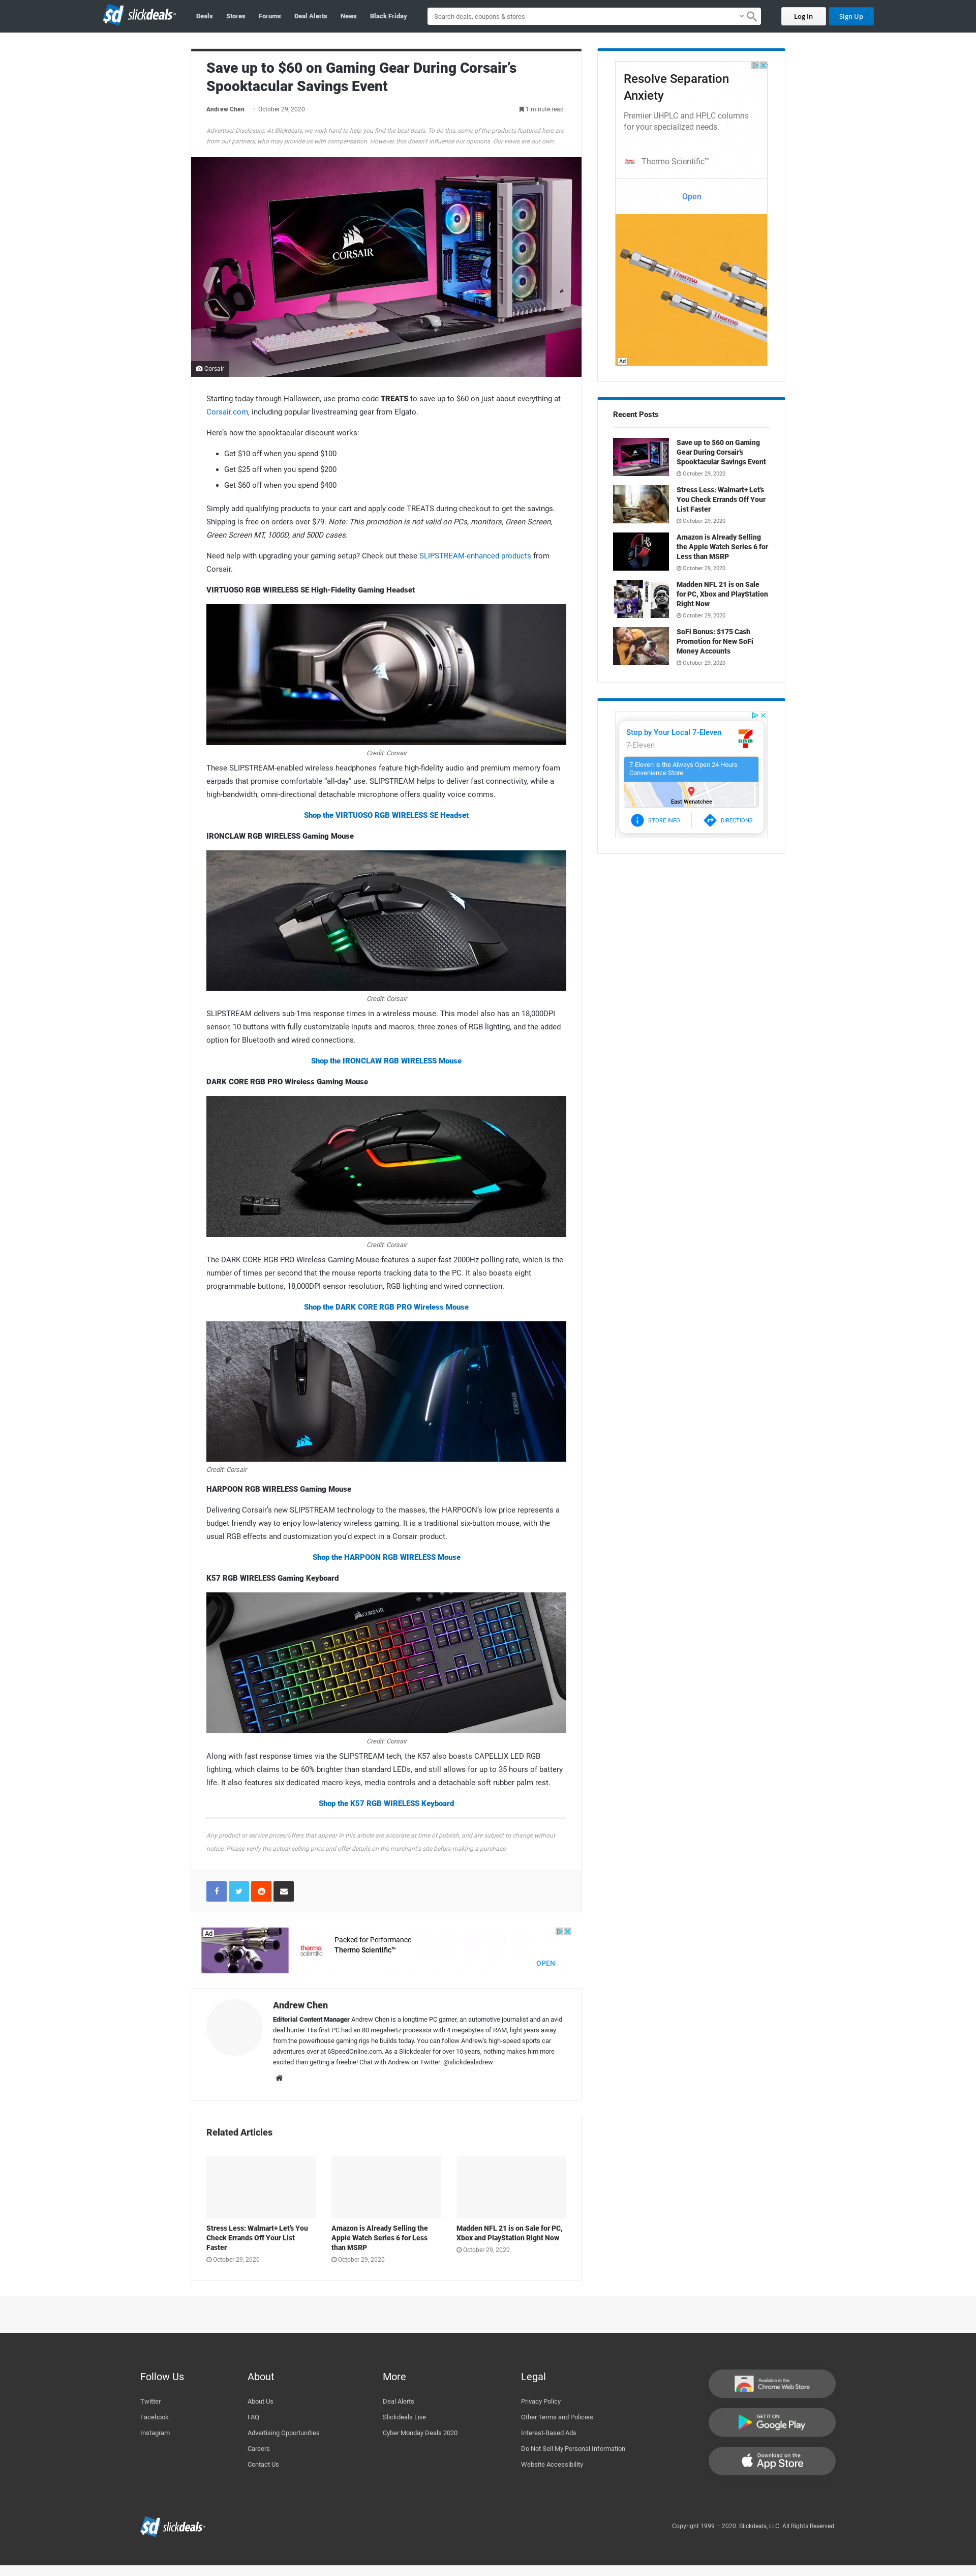 slickdeals
Deals
Stores
Forums
Deal Alerts
News
Black Friday
Search deals, coupons & stores
Log In
Sign Up
Save up to $60 on Gaming Gear During Corsair’s
Spooktacular Savings Event
Andrew Chen
October 29, 2020
1 minute read
Advertiser Disclosure: At Slickdeals, we work hard to help you find the best deals. To do this, some of the products featured here are
from our partners, who may provide us with compensation. However, this doesn't influence our opinions. Our views are our own.
CORSAIR
Corsair
Starting today through Halloween, use promo code TREATS to save up to $60 on just about everything at
Corsair.com, including popular livestreaming gear from Elgato.
Here’s how the spooktacular discount works:
Get $10 off when you spend $100
Get $25 off when you spend $200
Get $60 off when you spend $400
Simply add qualifying products to your cart and apply code TREATS during checkout to get the savings.
Shipping is free on orders over $79. Note: This promotion is not valid on PCs, monitors, Green Screen,
Green Screen MT, 1000D, and 500D cases.
Need help with upgrading your gaming setup? Check out these SLIPSTREAM-enhanced products from
Corsair.
VIRTUOSO RGB WIRELESS SE High-Fidelity Gaming Headset
Credit: Corsair
These SLIPSTREAM-enabled wireless headphones feature high-fidelity audio and premium memory foam
earpads that promise comfortable “all-day” use. SLIPSTREAM helps to deliver fast connectivity, while a
high-bandwidth, omni-directional detachable microphone offers quality voice comms.
Shop the VIRTUOSO RGB WIRELESS SE Headset
IRONCLAW RGB WIRELESS Gaming Mouse
Credit: Corsair
SLIPSTREAM delivers sub-1ms response times in a wireless mouse. This model also has an 18,000DPI
sensor, 10 buttons with fully customizable inputs and macros, three zones of RGB lighting, and the added
option for Bluetooth and wired connections.
Shop the IRONCLAW RGB WIRELESS Mouse
DARK CORE RGB PRO Wireless Gaming Mouse
Credit: Corsair
The DARK CORE RGB PRO Wireless Gaming Mouse features a super-fast 2000Hz polling rate, which is the
number of times per second that the mouse reports tracking data to the PC. It also boasts eight
programmable buttons, 18,000DPI sensor resolution, RGB lighting and wired connection.
Shop the DARK CORE RGB PRO Wireless Mouse
CORSAIR
Credit: Corsair
HARPOON RGB WIRELESS Gaming Mouse
Delivering Corsair’s new SLIPSTREAM technology to the masses, the HARPOON’s low price represents a
budget friendly way to enjoy low-latency wireless gaming. It is a traditional six-button mouse, with the
usual RGB effects and customization you’d expect in a Corsair product.
Shop the HARPOON RGB WIRELESS Mouse
K57 RGB WIRELESS Gaming Keyboard
CORSAIR
Credit: Corsair
Along with fast response times via the SLIPSTREAM tech, the K57 also boasts CAPELLIX LED RGB
lighting, which claims to be 60% brighter than standard LEDs, and still allows for up to 35 hours of battery
life. It also features six dedicated macro keys, media controls and a detachable soft rubber palm rest.
Shop the K57 RGB WIRELESS Keyboard
Any product or service prices/offers that appear in this article are accurate at time of publish, and are subject to change without
notice. Please verify the actual selling price and offer details on the merchant's site before making a purchase.
Ad
thermo
scientific
Packed for Performance
Thermo Scientific™
OPEN
Andrew Chen
Editorial Content Manager Andrew Chen is a longtime PC gamer, an automotive journalist and an avid
deal hunter. His first PC had an 80 megahertz processor with 4 megabytes of RAM, light years away
from the powerhouse gaming rigs he builds today. You can follow Andrew's high-speed sports car
adventures over at 6SpeedOnline.com. As a Slickdealer for over 10 years, nothing makes him more
excited than getting a freebie! Chat with Andrew on Twitter: @slickdealsdrew
Related Articles
Stress Less: Walmart+ Let’s You
Check Errands Off Your List
Faster
October 29, 2020
Amazon is Already Selling the
Apple Watch Series 6 for Less
than MSRP
October 29, 2020
Madden NFL 21 is on Sale for PC,
Xbox and PlayStation Right Now
October 29, 2020
Resolve Separation
Anxiety
Premier UHPLC and HPLC columns
for your specialized needs.
Thermo Scientific™
Open
Ad
Recent Posts
Save up to $60 on Gaming
Gear During Corsair’s
Spooktacular Savings Event
October 29, 2020
Stress Less: Walmart+ Let’s
You Check Errands Off Your
List Faster
October 29, 2020
Amazon is Already Selling
the Apple Watch Series 6 for
Less than MSRP
October 29, 2020
Madden NFL 21 is on Sale
for PC, Xbox and PlayStation
Right Now
October 29, 2020
SoFi Bonus: $175 Cash
Promotion for New SoFi
Money Accounts
October 29, 2020
Stop by Your Local 7-Eleven
7-Eleven
7-Eleven is the Always Open 24 Hours
Convenience Store.
East Wenatchee
STORE INFO
DIRECTIONS
Follow Us
Twitter
Facebook
Instagram
About
About Us
FAQ
Advertising Opportunities
Careers
Contact Us
More
Deal Alerts
Slickdeals Live
Cyber Monday Deals 2020
Legal
Privacy Policy
Other Terms and Policies
Interest-Based Ads
Do Not Sell My Personal Information
Website Accessibility
Available in the
Chrome Web Store
GET IT ON
Google Play
Download on the
App Store
slickdeals
Copyright 1999 – 2020. Slickdeals, LLC. All Rights Reserved.